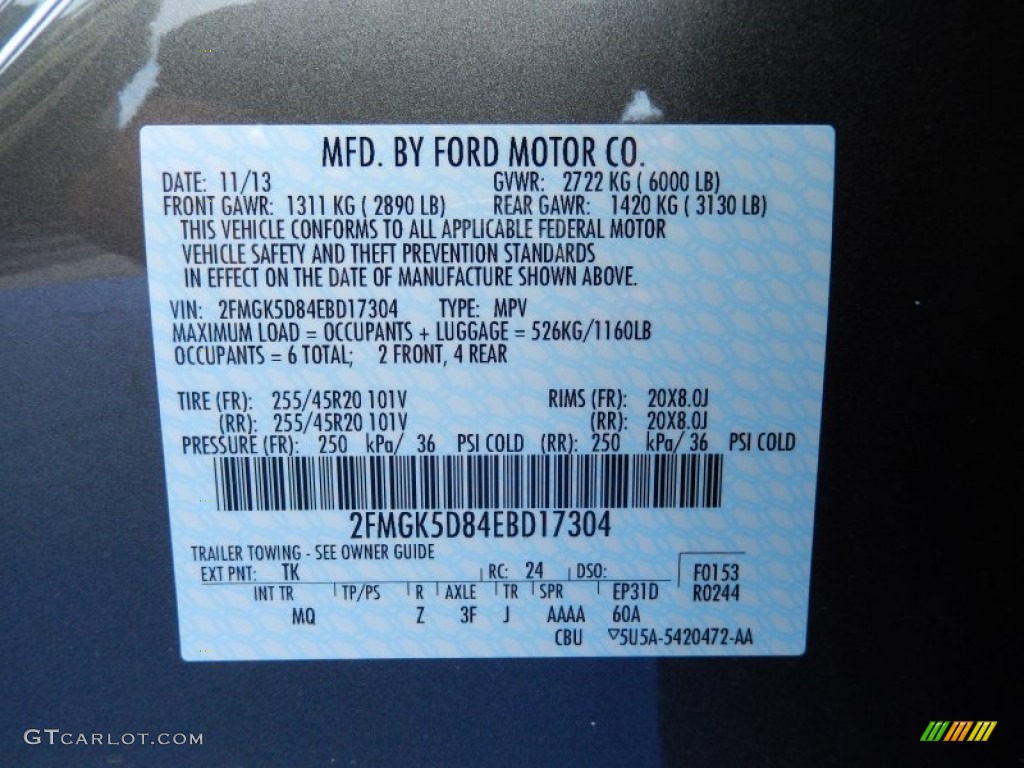 MFD. BY FORD MOTOR CO.
DATE: 11/13 GVWR: 2722 KG ( 6000 LB)
FRONT GAWR: 1311 KG ( 2890 LB) REAR GAWR: 1420 KG ( 3130 LB)
THIS VEHICLE CONFORMS TO ALL APPLICABLE FEDERAL MOTOR
VEHICLE SAFETY AND THEFT PREVENTION STANDARDS
IN EFFECT ON THE DATE OF MANUFACTURE SHOWN ABOVE.
VIN: 2FMGK5D84EBD17304 TYPE: MPV
MAXIMUM LOAD = OCCUPANTS + LUGGAGE = 526KG/1160LB
OCCUPANTS = 6 TOTAL; 2 FRONT, 4 REAR
TIRE (FR): 255/45R20 101V RIMS (FR): 20X8.0J
(RR): 255/45R20 101V (RR): 20X8.0J
PRESSURE (FR): 250 kPa/ 36 PSI COLD (RR): 250 kPa/ 36 PSI COLD
2FMGK5D84EBD17304
TRAILER TOWING - SEE OWNER GUIDE
EXT PNT: TK RC: 24 DSO: F0153
INT TR TP/PS R AXLE TR SPR EP31D R0244
MQ Z 3F J AAAA 60A
CBU ▽5U5A-5420472-AA
GTCARLOT.COM